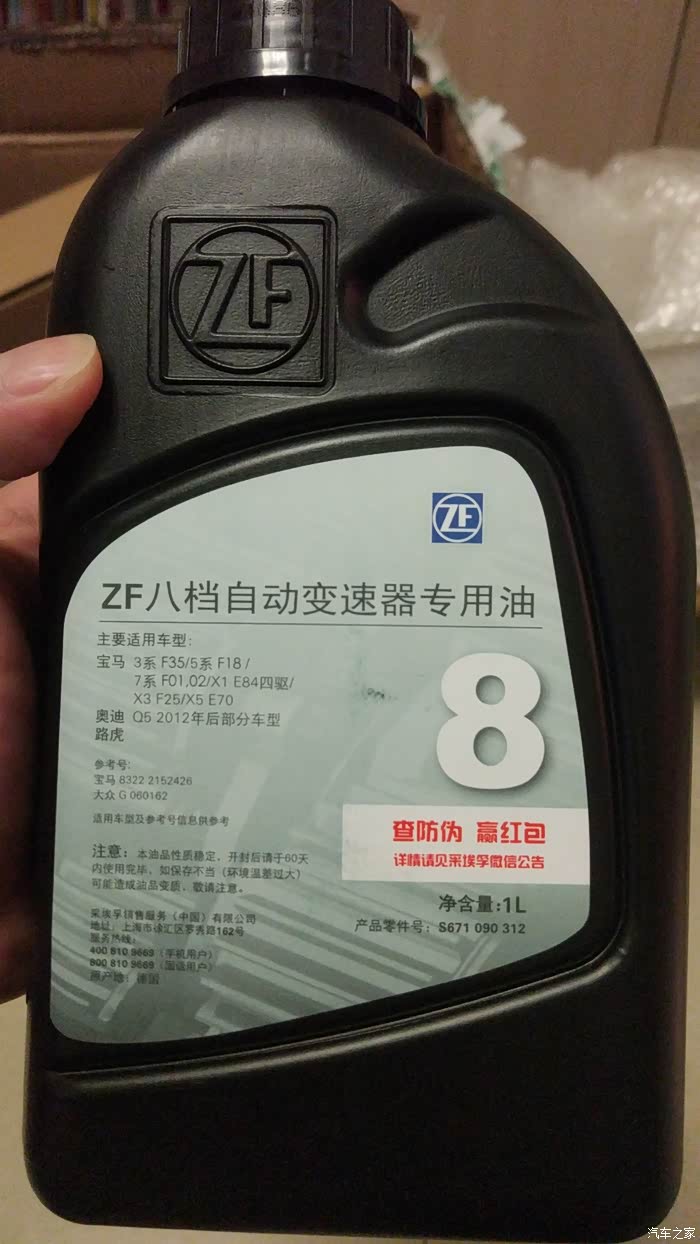 ZF
ZF
ZF八档自动变速器专用油
主要适用车型:
宝马 3系 F35/5系 F18 /
7系 F01,02/X1 E84四驱/
X3 F25/X5 E70
奥迪 Q5 2012年后部分车型
路虎
8
参考号:
宝马 8322 2152426
大众 G 060162
适用车型及参考号信息供参考
查防伪 赢红包
详情请见采埃孚微信公告
注意: 本油品性质稳定, 开封后请于60天
内使用完毕, 如保存不当 (环境温差过大)
可能造成油品变质, 敬请注意。
净含量:1L
产品零件号: S671 090 312
采埃孚销售服务 (中国) 有限公司
地址: 上海市徐汇区罗秀路162号
服务热线:
400 810 9669 (手机用户)
800 810 9669 (固话用户)
原产地: 德国
汽车之家